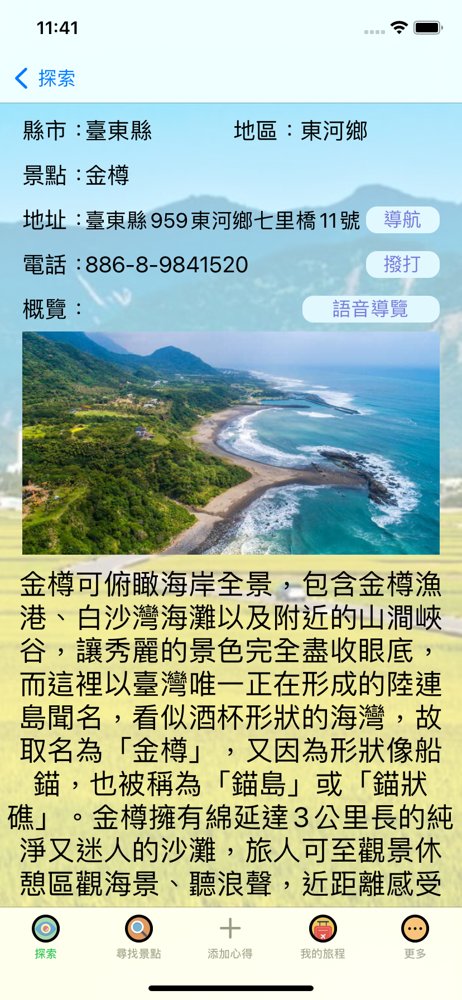 11:41
探索
縣市：臺東縣 地區：東河鄉
景點：金樽
地址：臺東縣959東河鄉七里橋11號 導航
電話：886-8-9841520 撥打
概覽： 語音導覽
金樽可俯瞰海岸全景，包含金樽漁
港、白沙灣海灘以及附近的山澗峽
谷，讓秀麗的景色完全盡收眼底，
而這裡以臺灣唯一正在形成的陸連
島聞名，看似酒杯形狀的海灣，故
取名為「金樽」，又因為形狀像船
錨，也被稱為「錨島」或「錨狀
礁」。金樽擁有綿延達3公里長的純
淨又迷人的沙灘，旅人可至觀景休
憩區觀海景、聽浪聲，近距離感受
探索 尋找景點 添加心得 我的旅程 更多